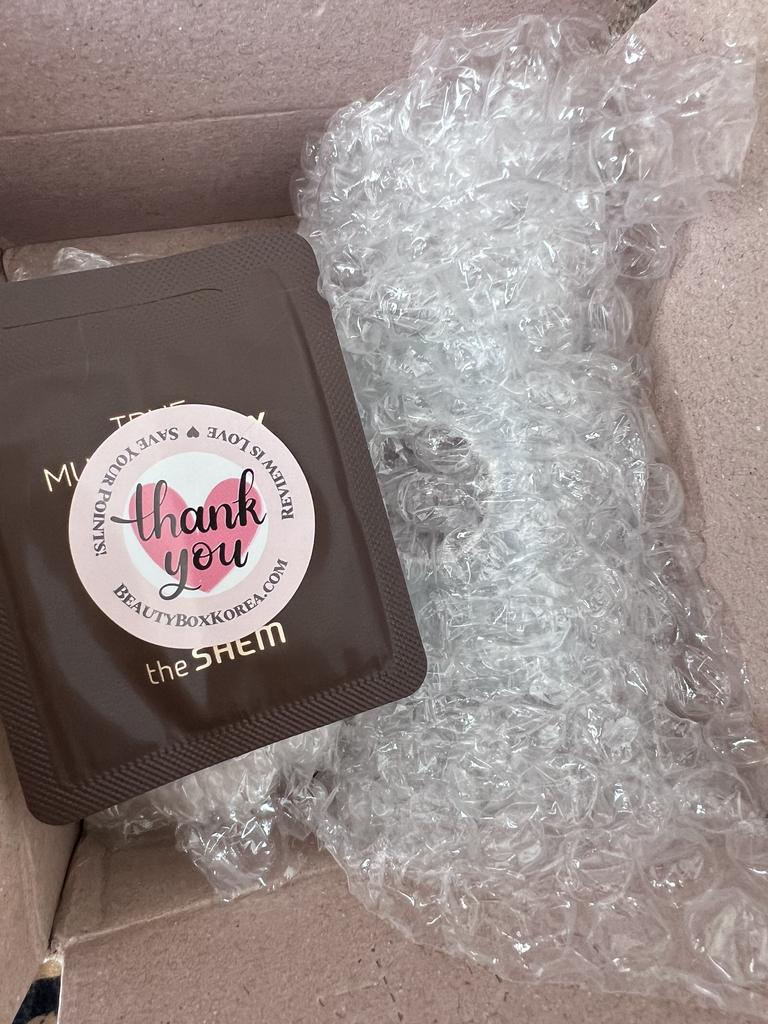 REVIEW IS LOVE ♥ SAVE YOUR POINTS!
thank
you
BEAUTYBOXKOREA.COM
the SAEM